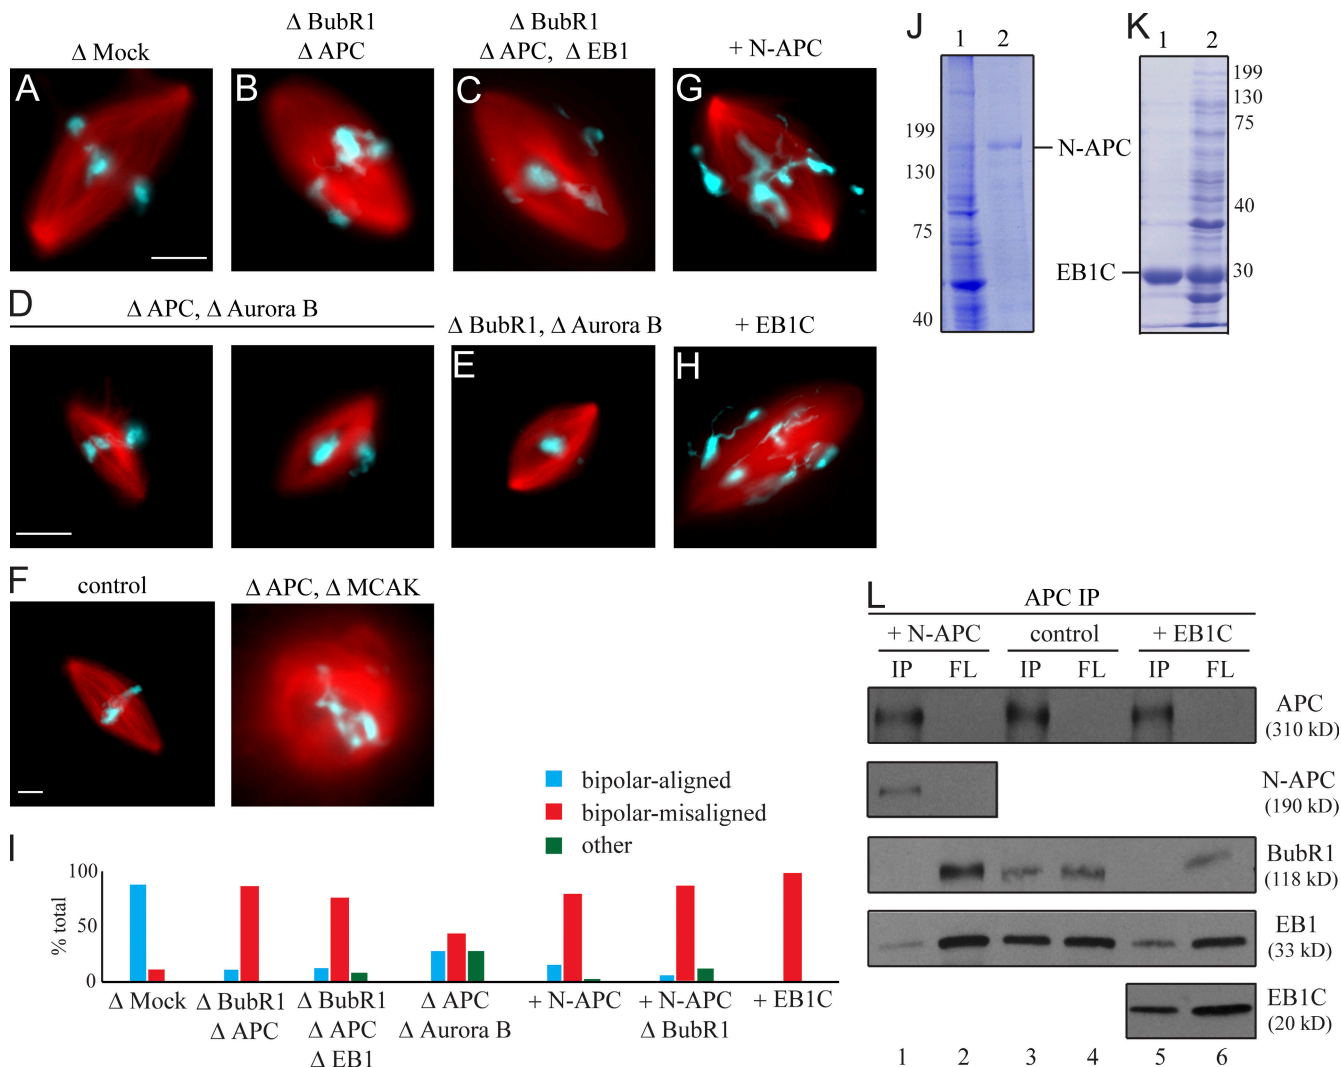 Δ Mock
Δ BubR1
Δ APC
Δ BubR1
Δ APC, Δ EB1
+ N-APC
A
B
C
G
D
Δ APC, Δ Aurora B
Δ BubR1, Δ Aurora B
+ EB1C
E
H
F
control
Δ APC, Δ MCAK
J
1 2
199
130
75
40
N-APC
K
1 2
199
130
75
40
30
EB1C
I
bipolar-aligned
bipolar-misaligned
other
% total
100
50
0
Δ Mock
Δ BubR1
Δ APC
Δ BubR1
Δ APC
Δ EB1
Δ APC
Δ Aurora B
+ N-APC
+ N-APC
Δ BubR1
+ EB1C
L
APC IP
+ N-APC control + EB1C
IP FL IP FL IP FL
APC
(310 kD)
N-APC
(190 kD)
BubR1
(118 kD)
EB1
(33 kD)
EB1C
(20 kD)
1 2 3 4 5 6